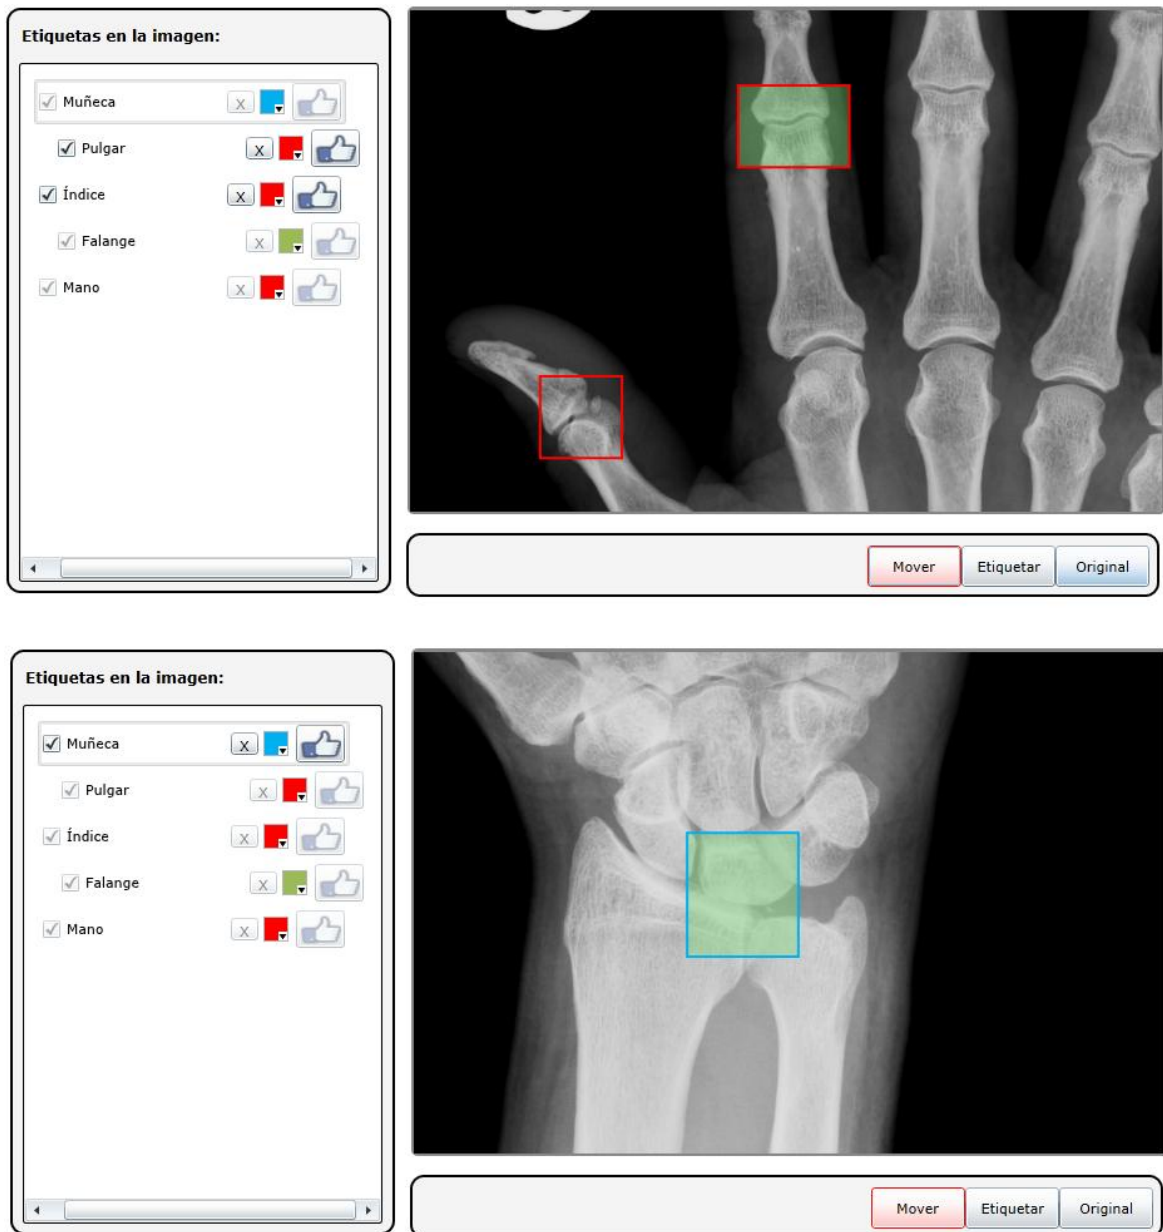 Etiquetas en la imagen:
Muñeca x
Pulgar x
Índice x
Falange x
Mano x
Mover Etiquetar Original
Etiquetas en la imagen:
Muñeca x
Pulgar x
Índice x
Falange x
Mano x
Mover Etiquetar Original